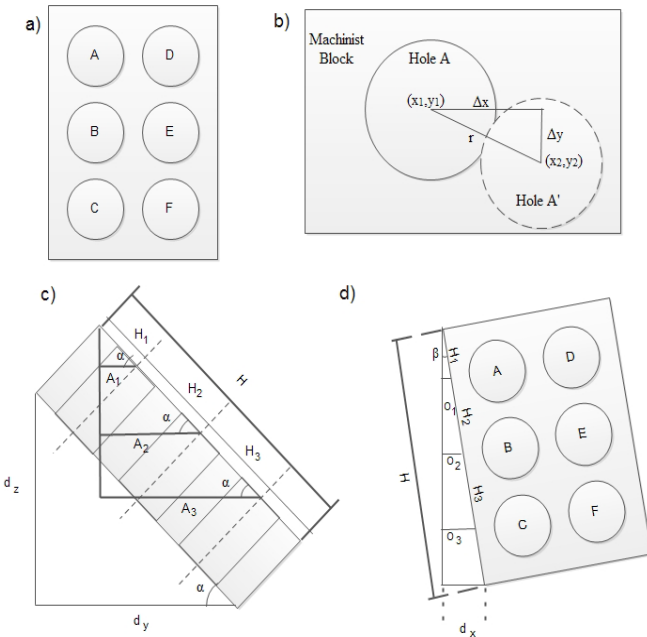 a)
A D
B E
C F
b)
Machinist
Block
Hole A
(x1,y1)
Δx
r
Δy
(x2,y2)
Hole A'
c)
H1
α
A1
H2
H
α
A2
H3
α
A3
dz
α
dy
d)
β
H1
A D
O1
H2
B E
O2
H
H3
C F
O3
dx